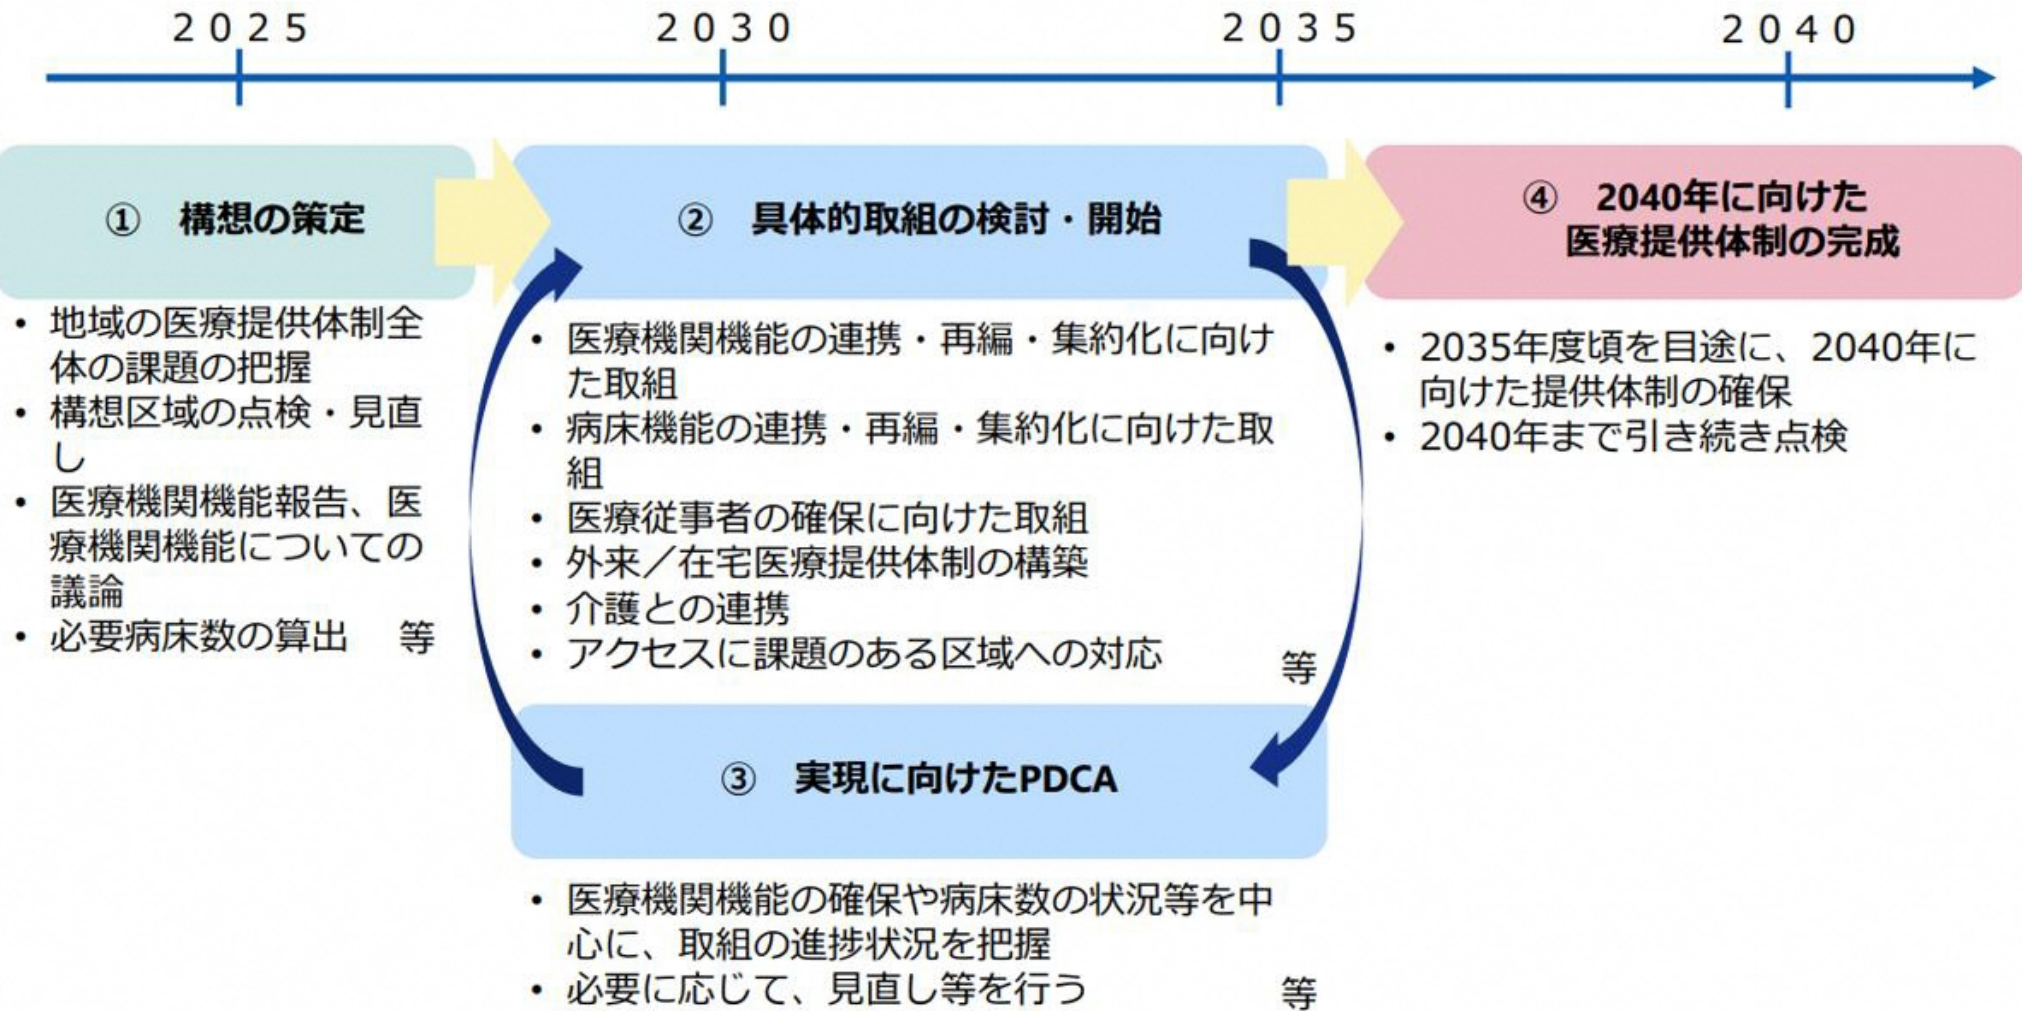 2025
2030
2035
2040
① 構想の策定
・ 地域の医療提供体制全
体の課題の把握
・ 構想区域の点検・見直
し
・ 医療機関機能報告、医
療機関機能についての
議論
・ 必要病床数の算出 等
② 具体的取組の検討・開始
・ 医療機関機能の連携・再編・集約化に向け
た取組
・ 病床機能の連携・再編・集約化に向けた取
組
・ 医療従事者の確保に向けた取組
・ 外来／在宅医療提供体制の構築
・ 介護との連携
・ アクセスに課題のある区域への対応 等
③ 実現に向けたPDCA
・ 医療機関機能の確保や病床数の状況等を中
心に、取組の進捗状況を把握
・ 必要に応じて、見直し等を行う 等
④ 2040年に向けた
医療提供体制の完成
・ 2035年度頃を目途に、2040年に
向けた提供体制の確保
・ 2040年まで引き続き点検